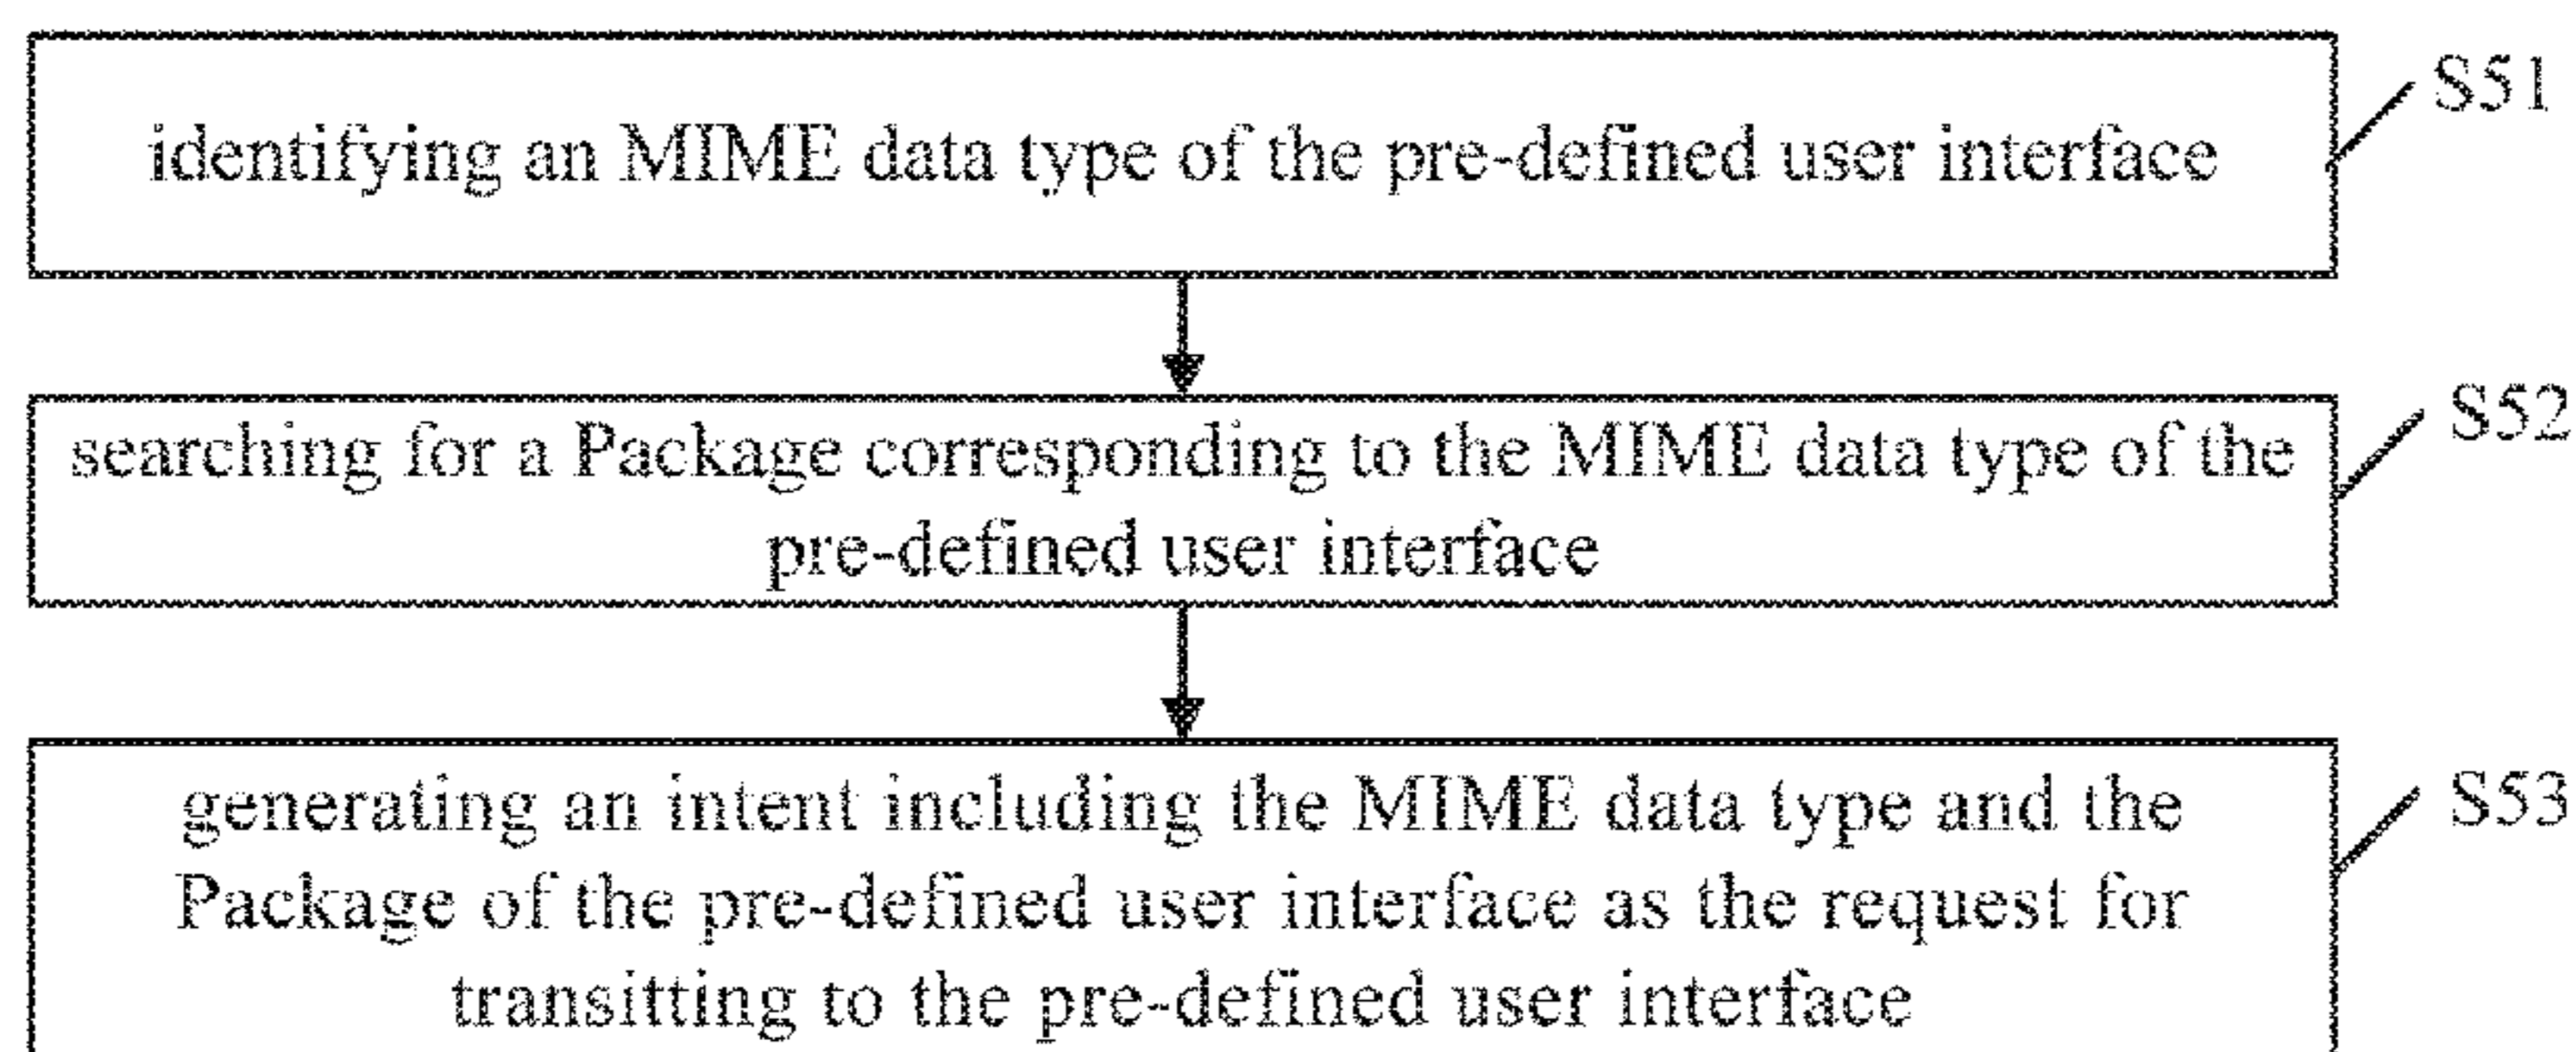 S51
identifying an MIME data type of the pre-defined user interface
S52
searching for a Package corresponding to the MIME data type of the
pre-defined user interface
S53
generating an intent including the MIME data type and the
Package of the pre-defined user interface as the request for
transitting to the pre-defined user interface